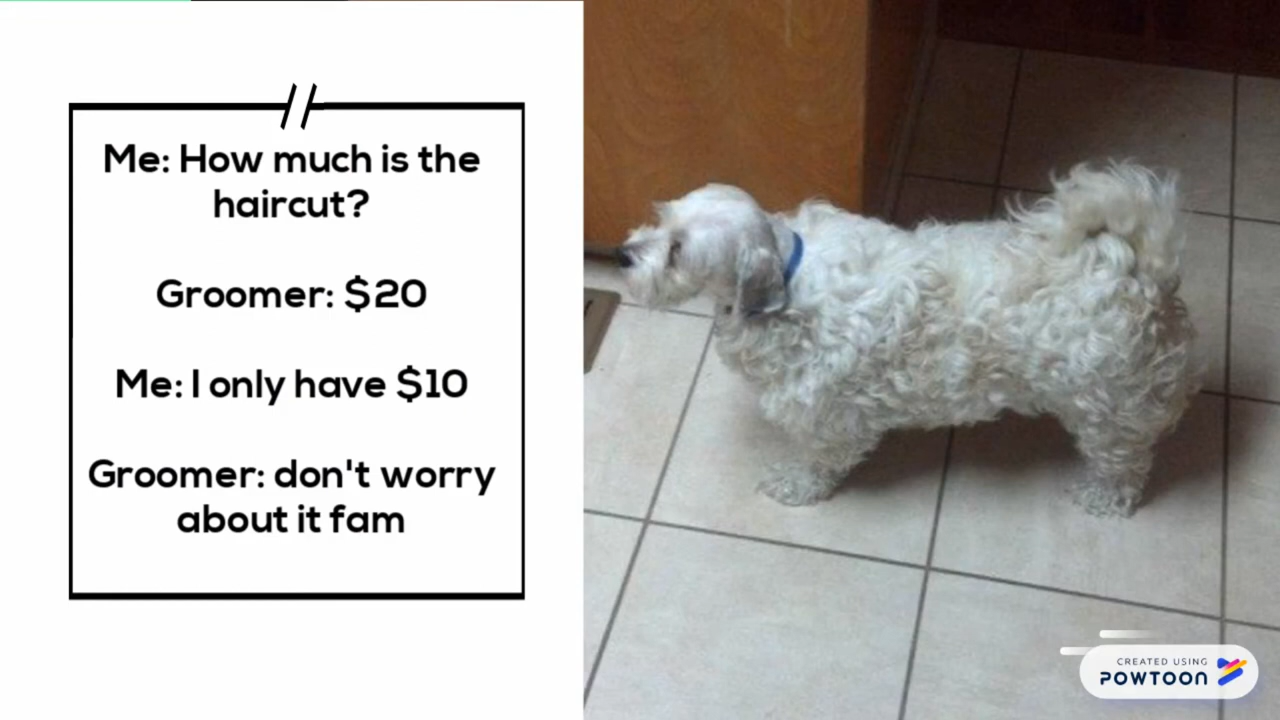 Me: How much is the
haircut?
Groomer: $20
Me: I only have $10
Groomer: don't worry
about it fam
CREATED USING
POWTOON